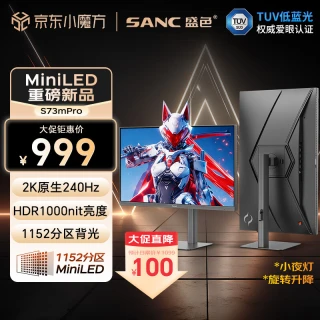 京东小魔方
SANC 盛色
TUV低蓝光
权威爱眼认证
MiniLED
重磅新品
S73mPro
大促钜惠价
¥999
2K原生240Hz
HDR1000nit亮度
1152分区背光
1152分区
MiniLED
大促直降
100
*小夜灯
*旋转升降